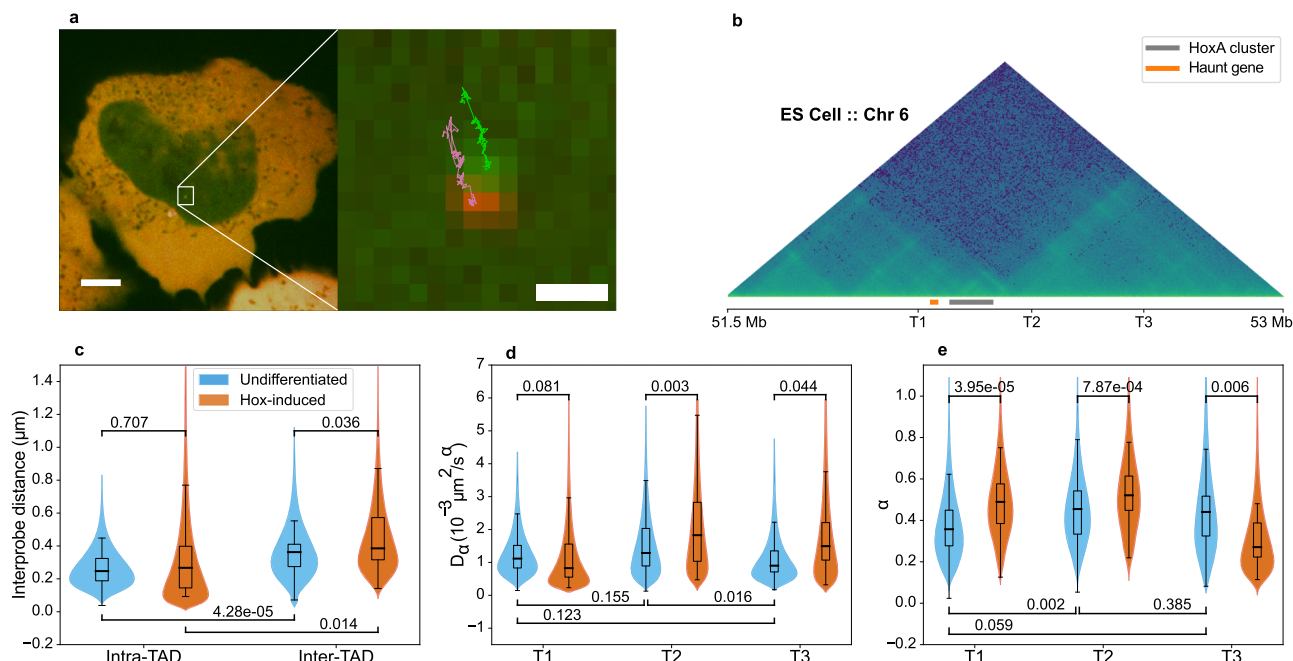 a
b
HoxA cluster
Haunt gene
ES Cell :: Chr 6
51.5 Mb T1 T2 T3 53 Mb
c
Interprobe distance (μm)
1.4
1.2
1.0
0.8
0.6
0.4
0.2
0.0
−0.2
Undifferentiated
Hox-induced
0.707
0.036
4.28e-05
0.014
Intra-TAD Inter-TAD
d
Dα(10⁻³μm²/s^α)
7
6
5
4
3
2
1
0
−1
0.081
0.003
0.044
0.155
0.016
0.123
T1 T2 T3
e
α
1.0
0.8
0.6
0.4
0.2
0.0
−0.2
3.95e-05
7.87e-04
0.006
0.002
0.385
0.059
T1 T2 T3